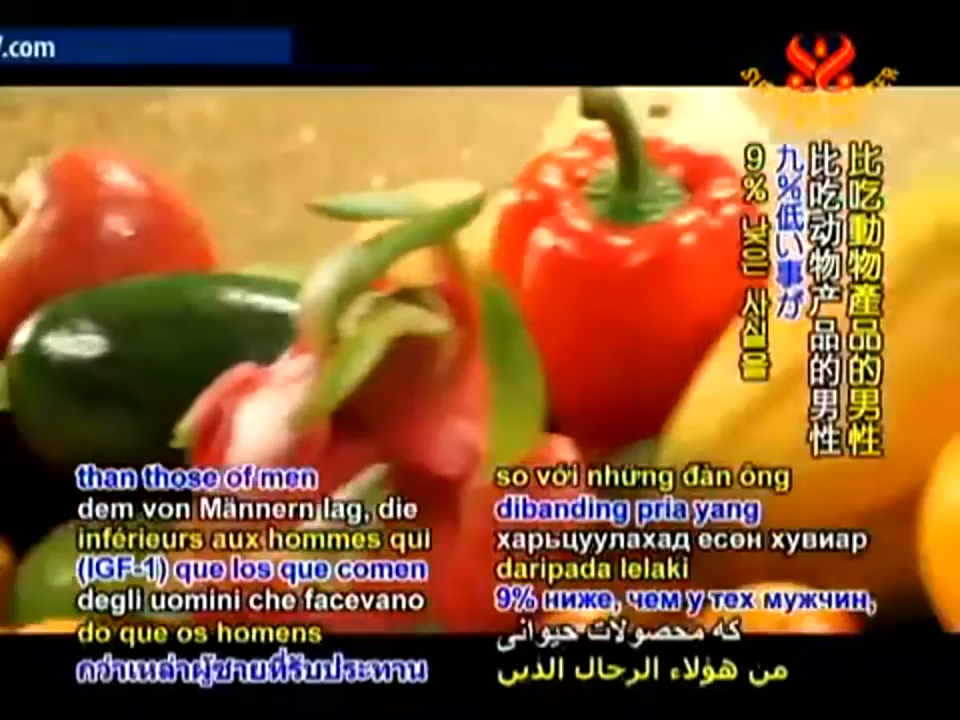 .com
比吃動物產品的男性
比吃动物产品的男性
九%低い事が
9% 낮은 사실을
than those of men
dem von Männern lag, die
inférieurs aux hommes qui
(IGF-1) que los que comen
degli uomini che facevano
do que os homens
กว่าเหล่าผู้ชายที่รับประทาน
so với những đàn ông
dibanding pria yang
харьцуулахад есөн хувиар
daripada lelaki
9% ниже, чем у тех мужчин,
که محصولات حیوانی
من هؤلاء الرجال الذين